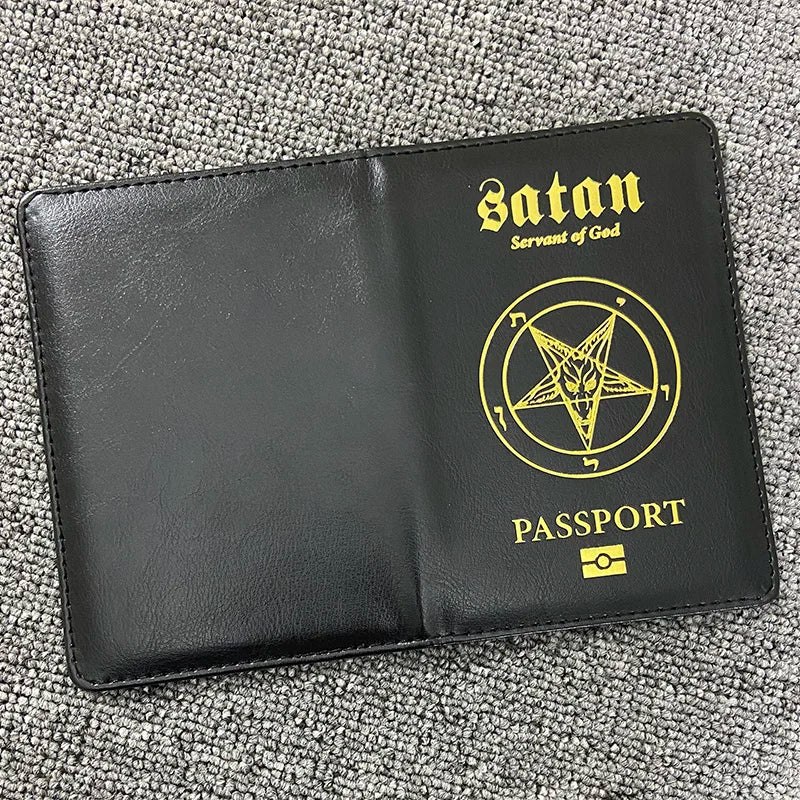 Satan
Servant of God
ת
י
ן
ל
ו
PASSPORT